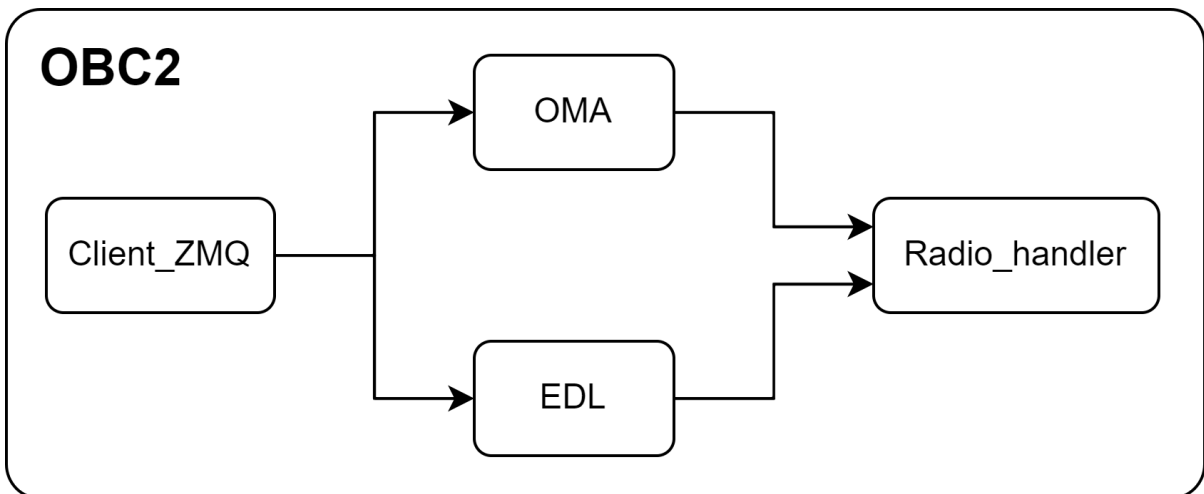 OBC2
OMA
Client_ZMQ
Radio_handler
EDL